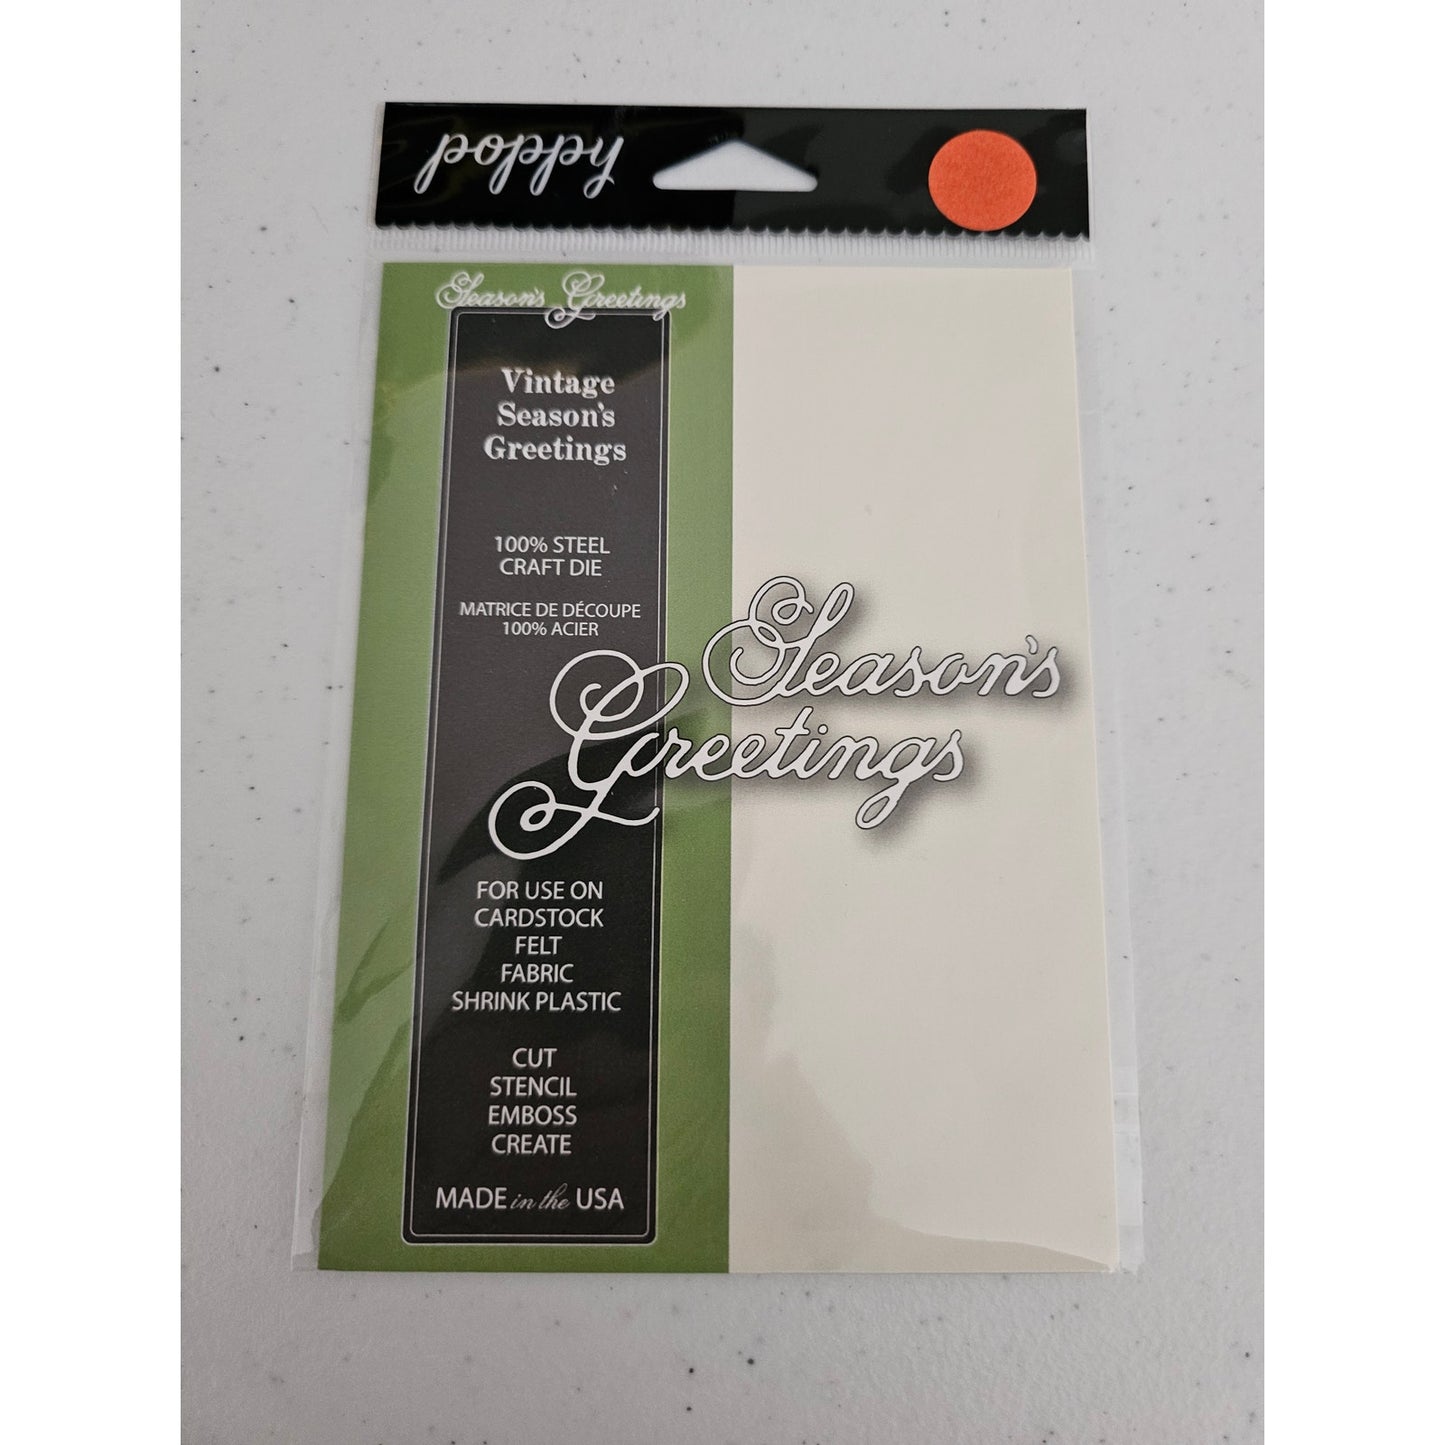 poppy
Season's Greetings
Vintage
Season's
Greetings
100% STEEL
CRAFT DIE
MATRICE DE DÉCOUPE
100% ACIER
Season's
Greetings
FOR USE ON
CARDSTOCK
FELT
FABRIC
SHRINK PLASTIC
CUT
STENCIL
EMBOSS
CREATE
MADE in the USA